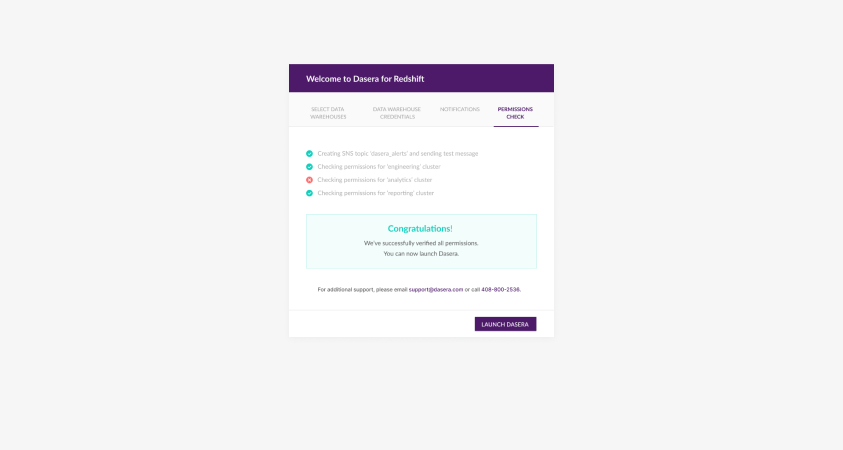 Welcome to Dasera for Redshift
SELECT DATA
WAREHOUSES
DATA WAREHOUSE
CREDENTIALS
NOTIFICATIONS
PERMISSIONS
CHECK
Creating SNS topic 'dasera_alerts' and sending test message
Checking permissions for 'engineering' cluster
Checking permissions for 'analytics' cluster
Checking permissions for 'reporting' cluster
Congratulations!
We've successfully verified all permissions.
You can now launch Dasera.
For additional support, please email support@dasera.com or call 408-800-2536.
LAUNCH DASERA